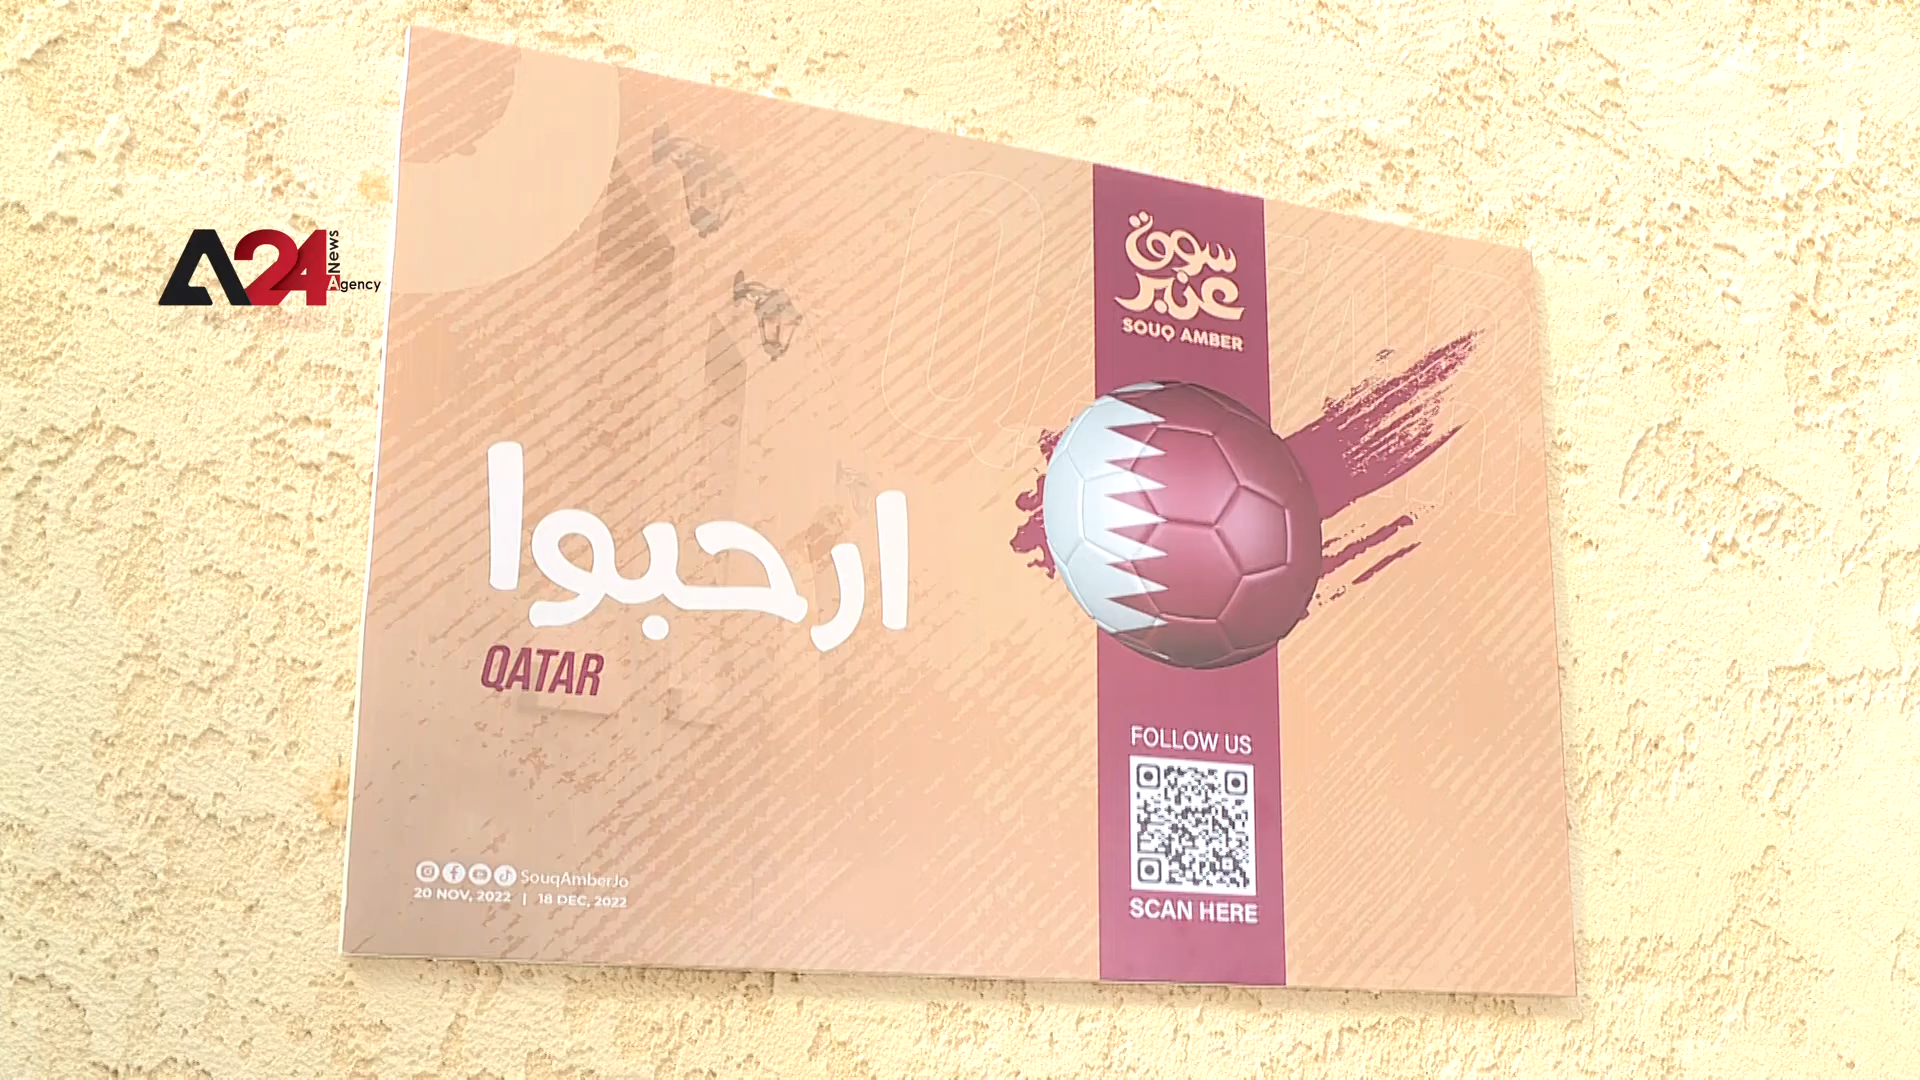 A24 News Agency
سوق
عنبر
SOUQ AMBER
ارحبوا
QATAR
QATAR
FOLLOW US
SCAN HERE
SouqAmberJo
20 NOV, 2022 | 18 DEC, 2022